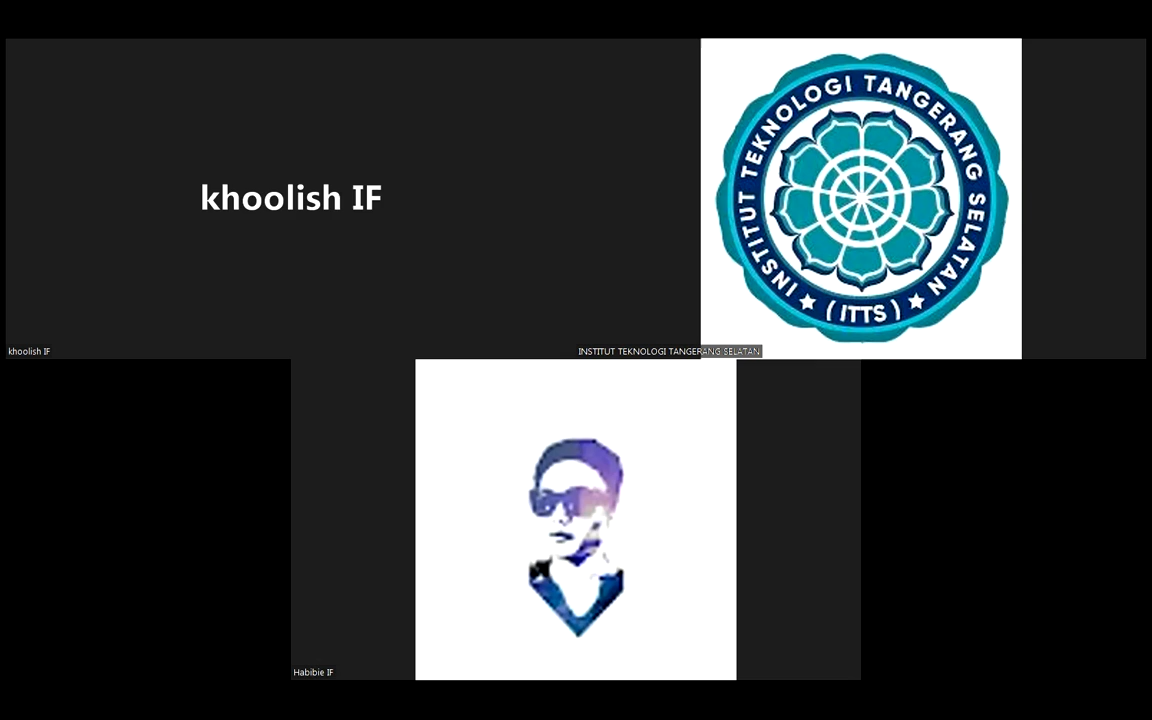 khoolish IF
khoolish IF
INSTITUT TEKNOLOGI TANGERANG SELATAN
( ITTS )
INSTITUT TEKNOLOGI TANGERANG SELATAN
Habibie IF